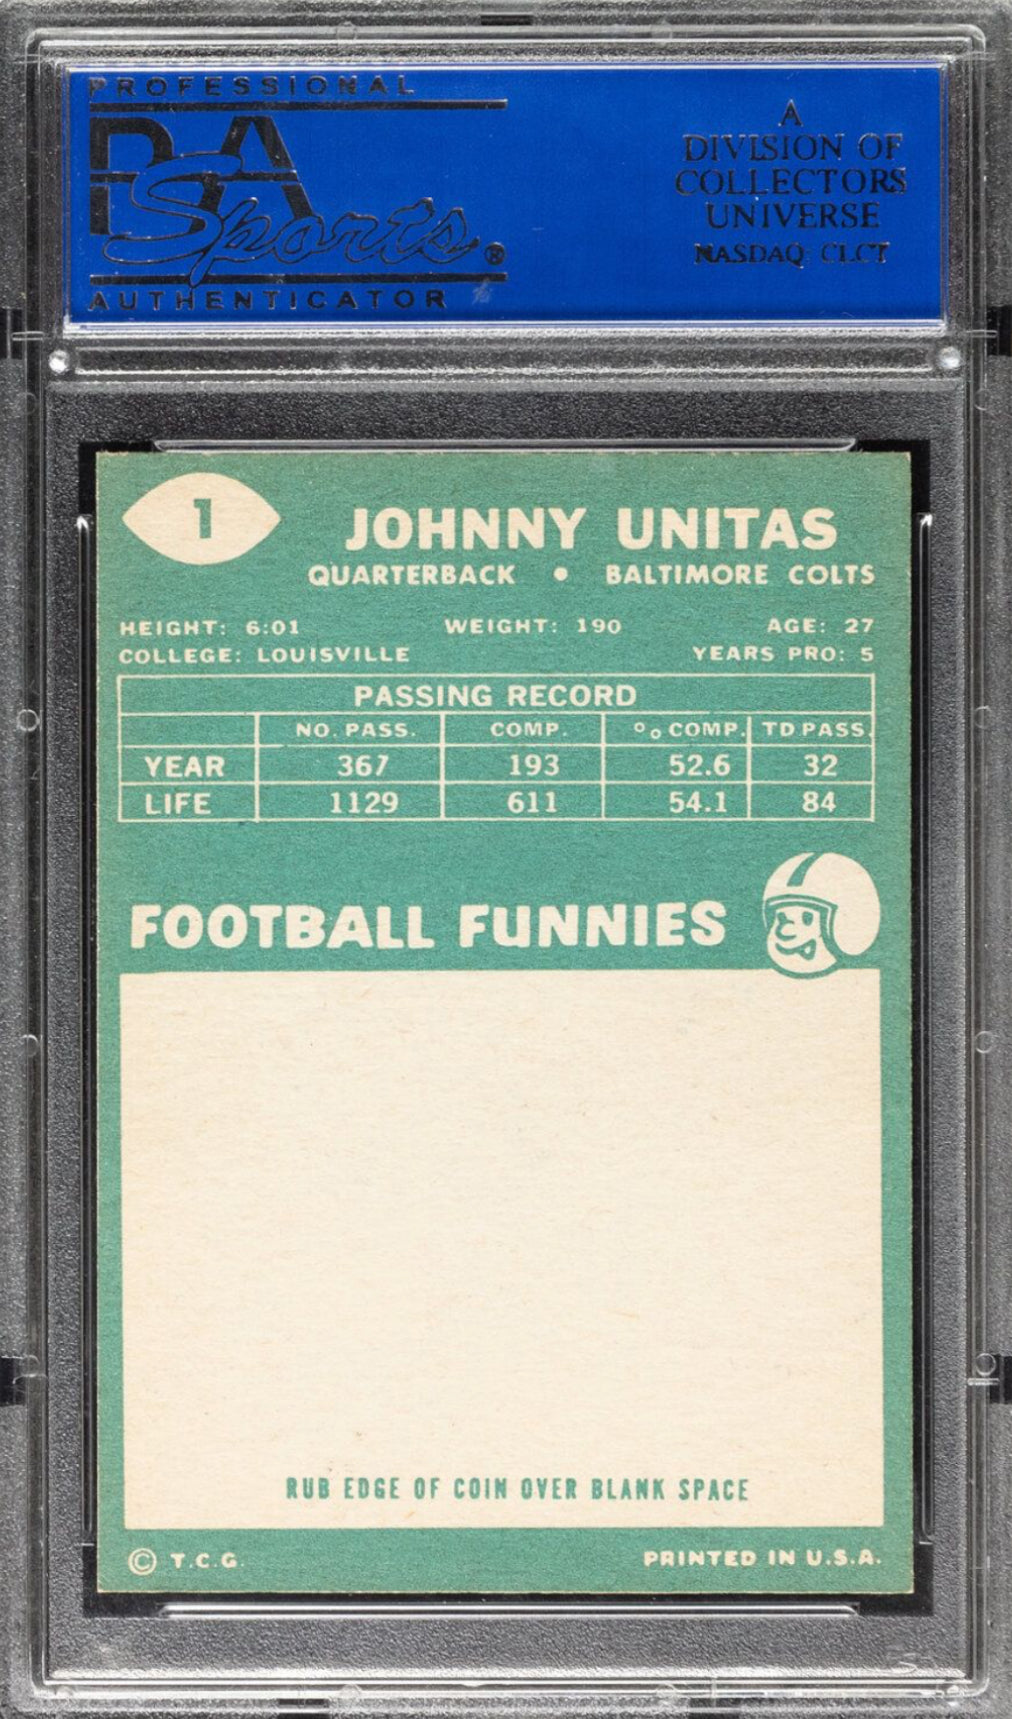 PROFESSIONAL
PSA
Sports®
AUTHENTICATOR
A
DIVISION OF
COLLECTORS
UNIVERSE
NASDAQ: CLCT
1
JOHNNY UNITAS
QUARTERBACK • BALTIMORE COLTS
HEIGHT: 6:01 WEIGHT: 190 AGE: 27
COLLEGE: LOUISVILLE YEARS PRO: 5
PASSING RECORD
NO. PASS. COMP. % COMP. TD PASS.
YEAR 367 193 52.6 32
LIFE 1129 611 54.1 84
FOOTBALL FUNNIES
RUB EDGE OF COIN OVER BLANK SPACE
© T.C.G. PRINTED IN U.S.A.